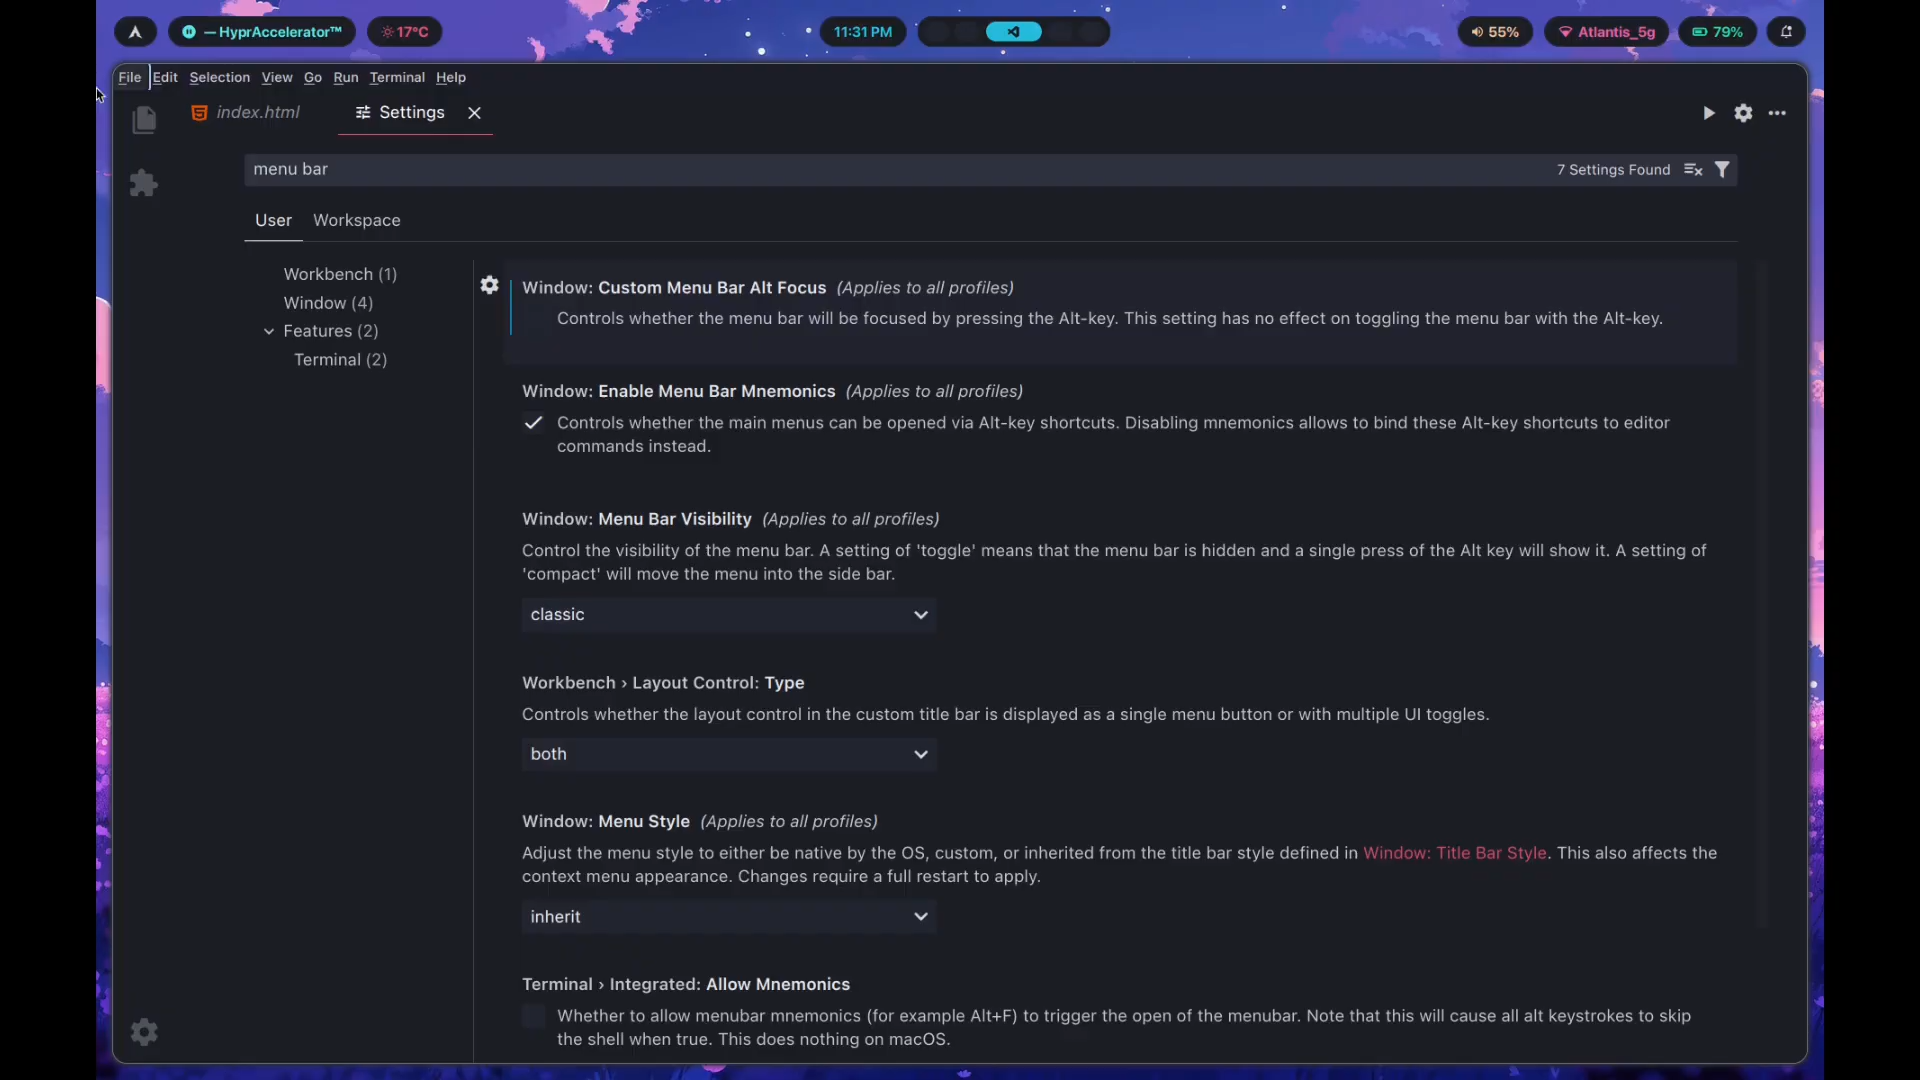 — HyprAccelerator™
17°C
11:31 PM
55%
Atlantis_5g
79%
File Edit Selection View Go Run Terminal Help
index.html
Settings
menu bar
7 Settings Found
User
Workspace
Workbench (1)
Window (4)
Features (2)
Terminal (2)
Window: Custom Menu Bar Alt Focus (Applies to all profiles)
Controls whether the menu bar will be focused by pressing the Alt-key. This setting has no effect on toggling the menu bar with the Alt-key.
Window: Enable Menu Bar Mnemonics (Applies to all profiles)
Controls whether the main menus can be opened via Alt-key shortcuts. Disabling mnemonics allows to bind these Alt-key shortcuts to editor
commands instead.
Window: Menu Bar Visibility (Applies to all profiles)
Control the visibility of the menu bar. A setting of 'toggle' means that the menu bar is hidden and a single press of the Alt key will show it. A setting of
'compact' will move the menu into the side bar.
classic
Workbench › Layout Control: Type
Controls whether the layout control in the custom title bar is displayed as a single menu button or with multiple UI toggles.
both
Window: Menu Style (Applies to all profiles)
Adjust the menu style to either be native by the OS, custom, or inherited from the title bar style defined in Window: Title Bar Style. This also affects the
context menu appearance. Changes require a full restart to apply.
inherit
Terminal › Integrated: Allow Mnemonics
Whether to allow menubar mnemonics (for example Alt+F) to trigger the open of the menubar. Note that this will cause all alt keystrokes to skip
the shell when true. This does nothing on macOS.